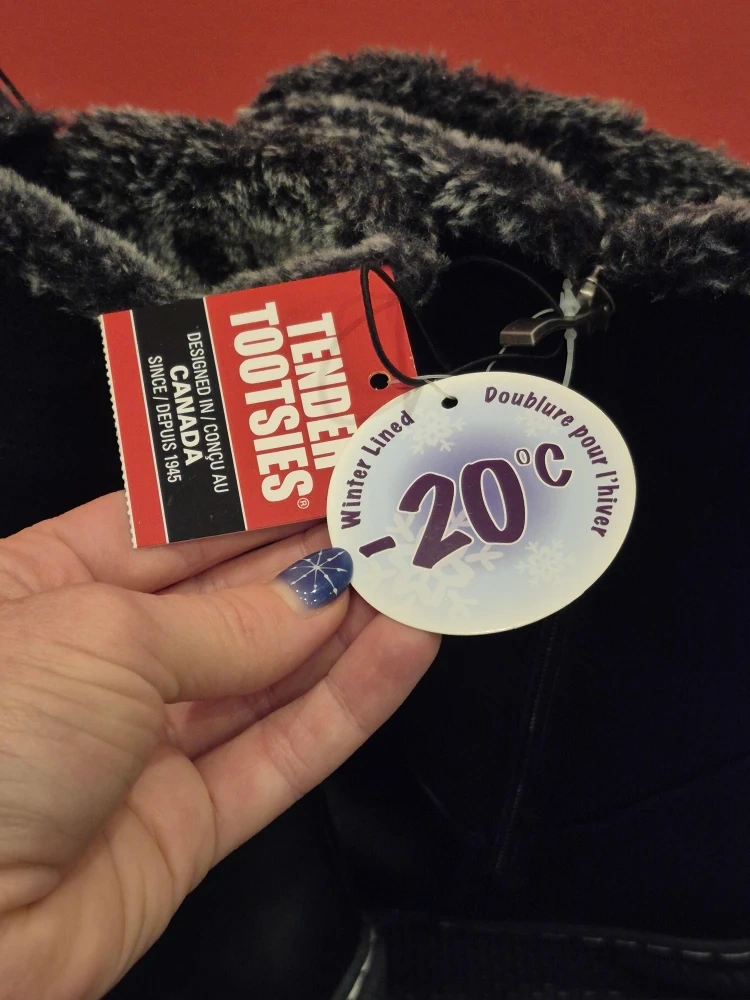 TENDER
TOOTSIES®
DESIGNED IN / CONÇU AU
CANADA
SINCE / DEPUIS 1945
Winter Lined
Doublure pour l'hiver
-20°C